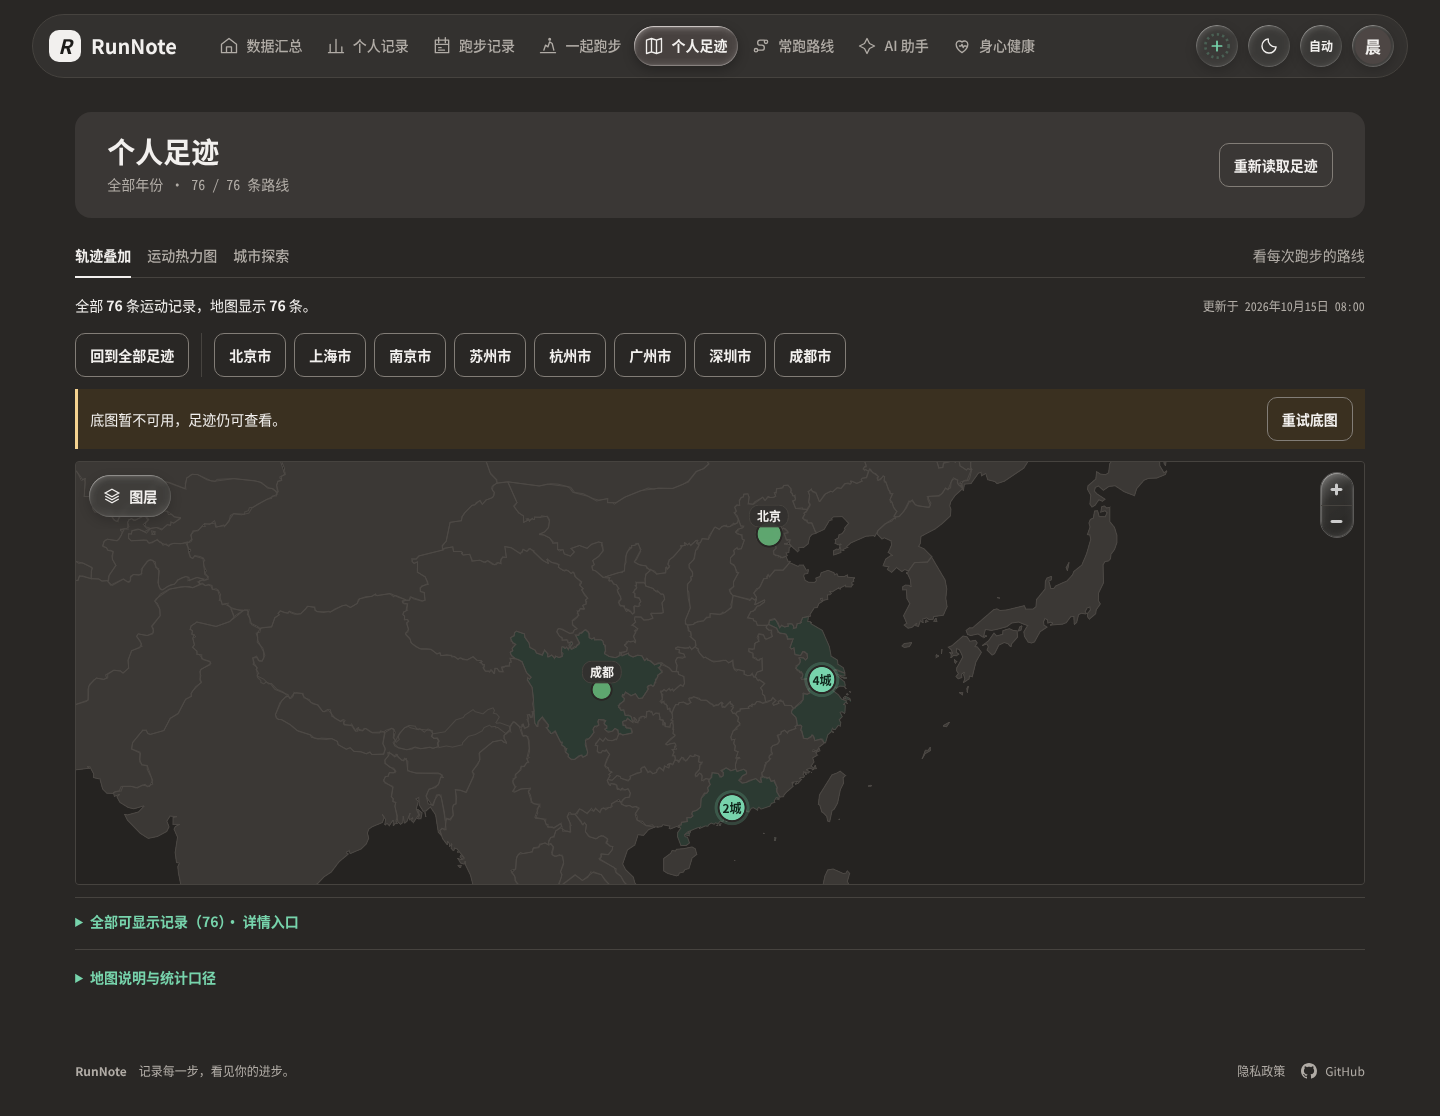 R RunNote 数据汇总 个人记录 跑步记录 一起跑步 个人足迹 常跑路线 AI 助手 身心健康 自动 晨
个人足迹
全部年份 • 76 / 76 条路线
重新读取足迹
轨迹叠加 运动热力图 城市探索 看每次跑步的路线
全部 76 条运动记录，地图显示 76 条。 更新于 2026年10月15日 08:00
回到全部足迹 北京市 上海市 南京市 苏州市 杭州市 广州市 深圳市 成都市
底图暂不可用，足迹仍可查看。 重试底图
图层
北京
成都
4城
2城
全部可显示记录（76）· 详情入口
地图说明与统计口径
RunNote 记录每一步，看见你的进步。 隐私政策 GitHub